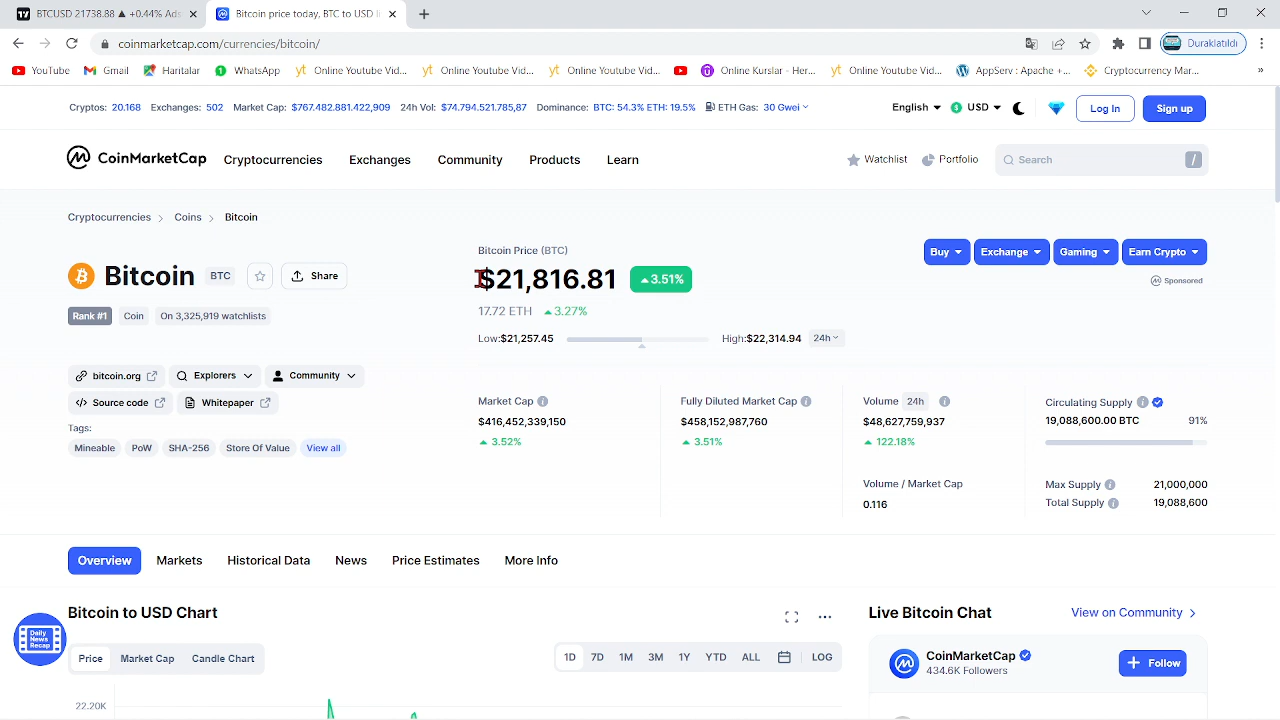 BTCUSD 21738.88 ▲ +0.44% Ads
Bitcoin price today, BTC to USD li
coinmarketcap.com/currencies/bitcoin/
Duraklatıldı
YouTube Gmail Haritalar WhatsApp Online Youtube Vid... Online Youtube Vid... Online Youtube Vid... Online Kurslar - Her... Online Youtube Vid... AppServ : Apache +... Cryptocurrency Mar... »
Cryptos: 20.168 Exchanges: 502 Market Cap: $767.482.881.422,909 24h Vol: $74.794.521.785,87 Dominance: BTC: 54.3% ETH: 19.5% ETH Gas: 30 Gwei
English USD Log In Sign up
CoinMarketCap Cryptocurrencies Exchanges Community Products Learn Watchlist Portfolio Search /
Cryptocurrencies > Coins > Bitcoin
Bitcoin Price (BTC)
Buy Exchange Gaming Earn Crypto
Bitcoin BTC Share
$21,816.81 3.51%
Sponsored
17.72 ETH 3.27%
Rank #1 Coin On 3,325,919 watchlists
Low:$21,257.45 High:$22,314.94 24h
bitcoin.org Explorers Community
Source code Whitepaper
Tags:
Mineable PoW SHA-256 Store Of Value View all
Market Cap
$416,452,339,150
3.52%
Fully Diluted Market Cap
$458,152,987,760
3.51%
Volume 24h
$48,627,759,937
122.18%
Volume / Market Cap
0.116
Circulating Supply
19,088,600.00 BTC 91%
Max Supply 21,000,000
Total Supply 19,088,600
Overview Markets Historical Data News Price Estimates More Info
Bitcoin to USD Chart
Daily
News
Recap
Price Market Cap Candle Chart
1D 7D 1M 3M 1Y YTD ALL LOG
22.20K
Live Bitcoin Chat View on Community >
CoinMarketCap
434.6K Followers
+ Follow